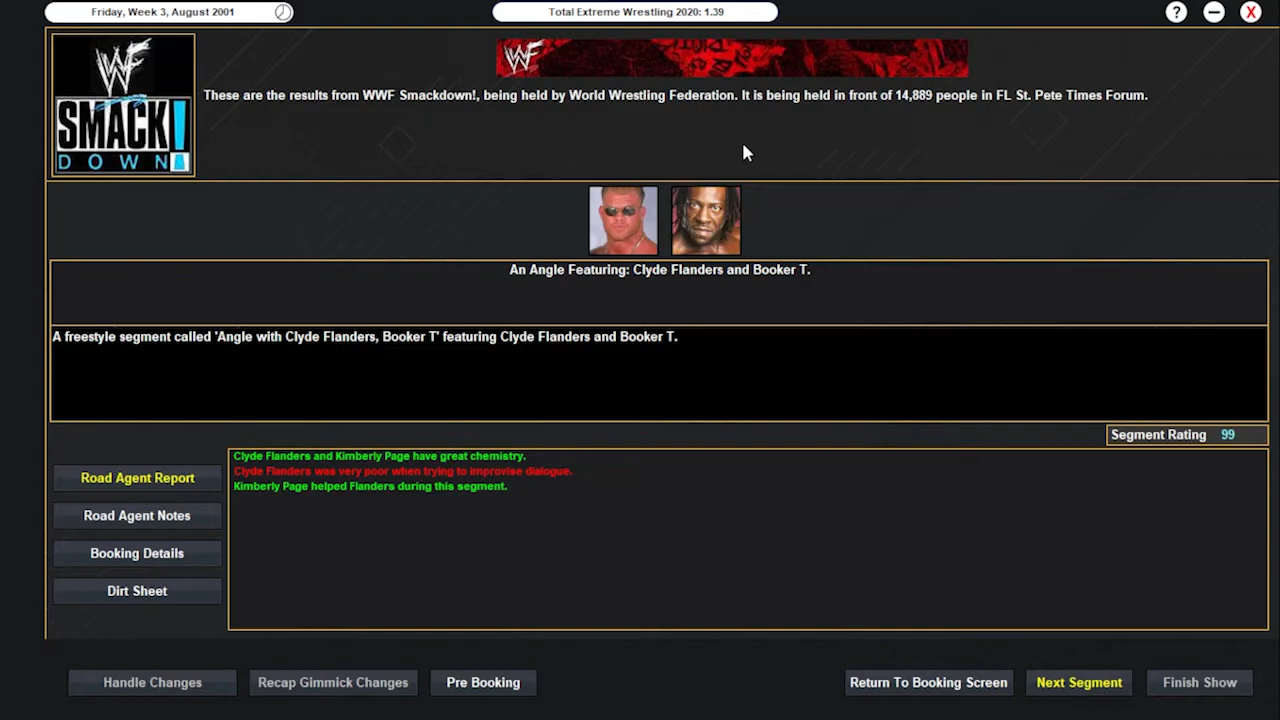 Friday, Week 3, August 2001
Total Extreme Wrestling 2020: 1.39
?
X
WF
SMACK
DOWN!
WF
These are the results from WWF Smackdown!, being held by World Wrestling Federation. It is being held in front of 14,889 people in FL St. Pete Times Forum.
An Angle Featuring: Clyde Flanders and Booker T.
A freestyle segment called 'Angle with Clyde Flanders, Booker T' featuring Clyde Flanders and Booker T.
Segment Rating 99
Road Agent Report
Road Agent Notes
Booking Details
Dirt Sheet
Clyde Flanders and Kimberly Page have great chemistry.
Clyde Flanders was very poor when trying to improvise dialogue.
Kimberly Page helped Flanders during this segment.
Handle Changes
Recap Gimmick Changes
Pre Booking
Return To Booking Screen
Next Segment
Finish Show